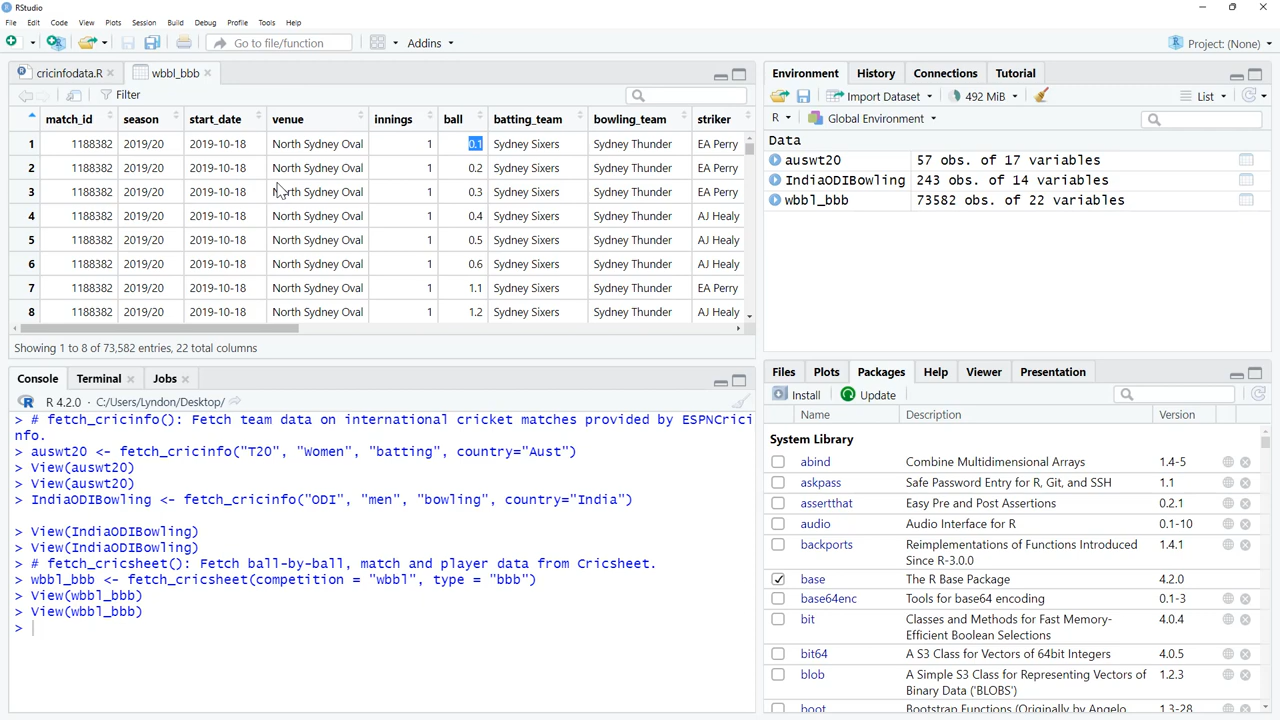 RStudio
File Edit Code View Plots Session Build Debug Profile Tools Help
Go to file/function Addins Project: (None)
cricinfodata.R wbbl_bbb
Filter
match_id season start_date venue innings ball batting_team bowling_team striker
1 1188382 2019/20 2019-10-18 North Sydney Oval 1 0.1 Sydney Sixers Sydney Thunder EA Perry
2 1188382 2019/20 2019-10-18 North Sydney Oval 1 0.2 Sydney Sixers Sydney Thunder EA Perry
3 1188382 2019/20 2019-10-18 North Sydney Oval 1 0.3 Sydney Sixers Sydney Thunder EA Perry
4 1188382 2019/20 2019-10-18 North Sydney Oval 1 0.4 Sydney Sixers Sydney Thunder AJ Healy
5 1188382 2019/20 2019-10-18 North Sydney Oval 1 0.5 Sydney Sixers Sydney Thunder AJ Healy
6 1188382 2019/20 2019-10-18 North Sydney Oval 1 0.6 Sydney Sixers Sydney Thunder AJ Healy
7 1188382 2019/20 2019-10-18 North Sydney Oval 1 1.1 Sydney Sixers Sydney Thunder EA Perry
8 1188382 2019/20 2019-10-18 North Sydney Oval 1 1.2 Sydney Sixers Sydney Thunder AJ Healy
Showing 1 to 8 of 73,582 entries, 22 total columns
Console Terminal Jobs
R 4.2.0 · C:/Users/Lyndon/Desktop/
> # fetch_cricinfo(): Fetch team data on international cricket matches provided by ESPNCrici
nfo.
> auswt20 <- fetch_cricinfo("T20", "Women", "batting", country="Aust")
> View(auswt20)
> View(auswt20)
> IndiaODIBowling <- fetch_cricinfo("ODI", "men", "bowling", country="India")
> View(IndiaODIBowling)
> View(IndiaODIBowling)
> # fetch_cricsheet(): Fetch ball-by-ball, match and player data from Cricsheet.
> wbbl_bbb <- fetch_cricsheet(competition = "wbbl", type = "bbb")
> View(wbbl_bbb)
> View(wbbl_bbb)
>
Environment History Connections Tutorial
Import Dataset 492 MiB List
R Global Environment
Data
auswt20 57 obs. of 17 variables
IndiaODIBowling 243 obs. of 14 variables
wbbl_bbb 73582 obs. of 22 variables
Files Plots Packages Help Viewer Presentation
Install Update
Name Description Version
System Library
abind Combine Multidimensional Arrays 1.4-5
askpass Safe Password Entry for R, Git, and SSH 1.1
assertthat Easy Pre and Post Assertions 0.2.1
audio Audio Interface for R 0.1-10
backports Reimplementations of Functions Introduced 1.4.1
Since R-3.0.0
base The R Base Package 4.2.0
base64enc Tools for base64 encoding 0.1-3
bit Classes and Methods for Fast Memory- 4.0.4
Efficient Boolean Selections
bit64 A S3 Class for Vectors of 64bit Integers 4.0.5
blob A Simple S3 Class for Representing Vectors of 1.2.3
Binary Data ('BLOBS')
boot Bootstrap Functions (Originally by Angelo 1.3-28